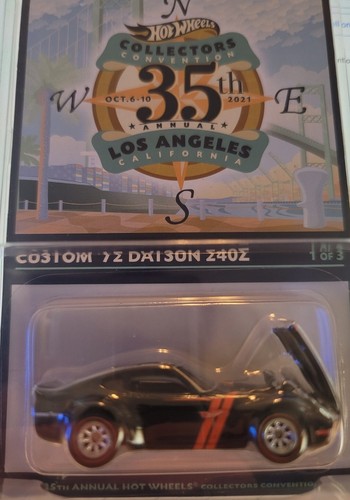 N
HOT WHEELS
COLLECTORS
CONVENTION
W
OCT. 6-10
35th
2021
E
ANNUAL
LOS ANGELES
CALIFORNIA
S
CUSTOM '72 DATSUN 240Z
1 OF 3
35TH ANNUAL HOT WHEELS COLLECTORS CONVENTION